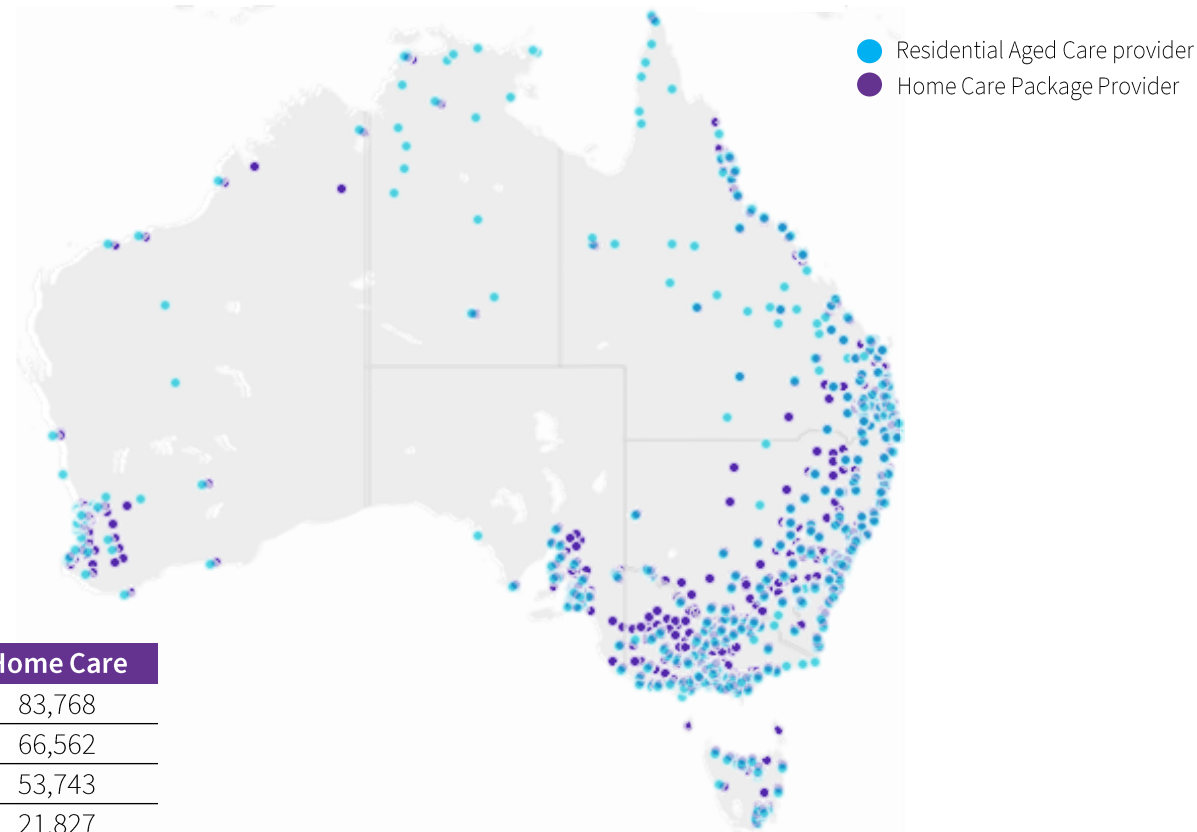 Residential Aged Care provider
Home Care Package Provider
Home Care
83,768
66,562
53,743
21,827